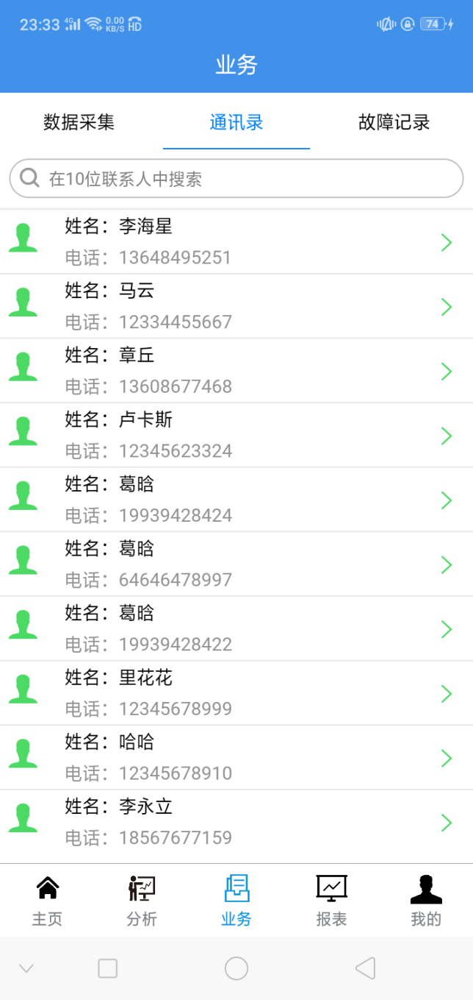 23:33 4G 0.00 KB/S HD 74
业务
数据采集 通讯录 故障记录
在10位联系人中搜索
姓名：李海星
电话：13648495251
姓名：马云
电话：12334455667
姓名：章丘
电话：13608677468
姓名：卢卡斯
电话：12345623324
姓名：葛晗
电话：19939428424
姓名：葛晗
电话：64646478997
姓名：葛晗
电话：19939428422
姓名：里花花
电话：12345678999
姓名：哈哈
电话：12345678910
姓名：李永立
电话：18567677159
主页 分析 业务 报表 我的